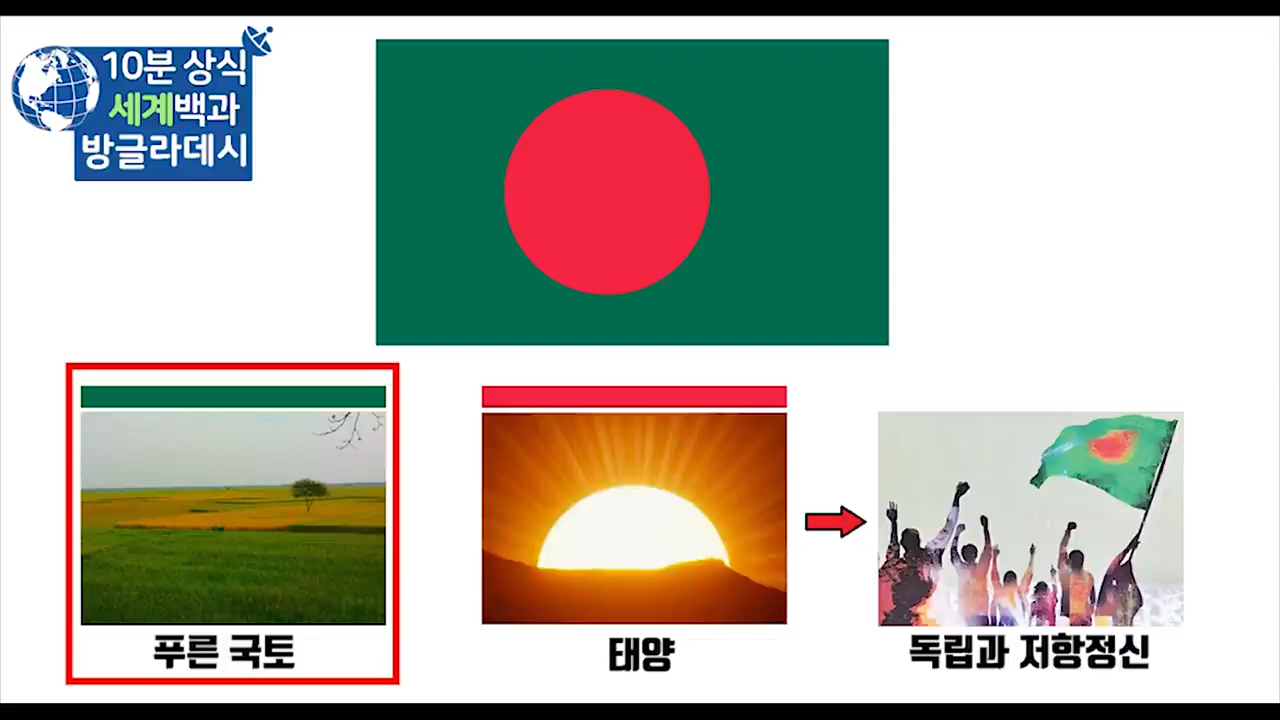 10분 상식
세계백과
방글라데시
푸른 국토
태양
독립과 저항정신